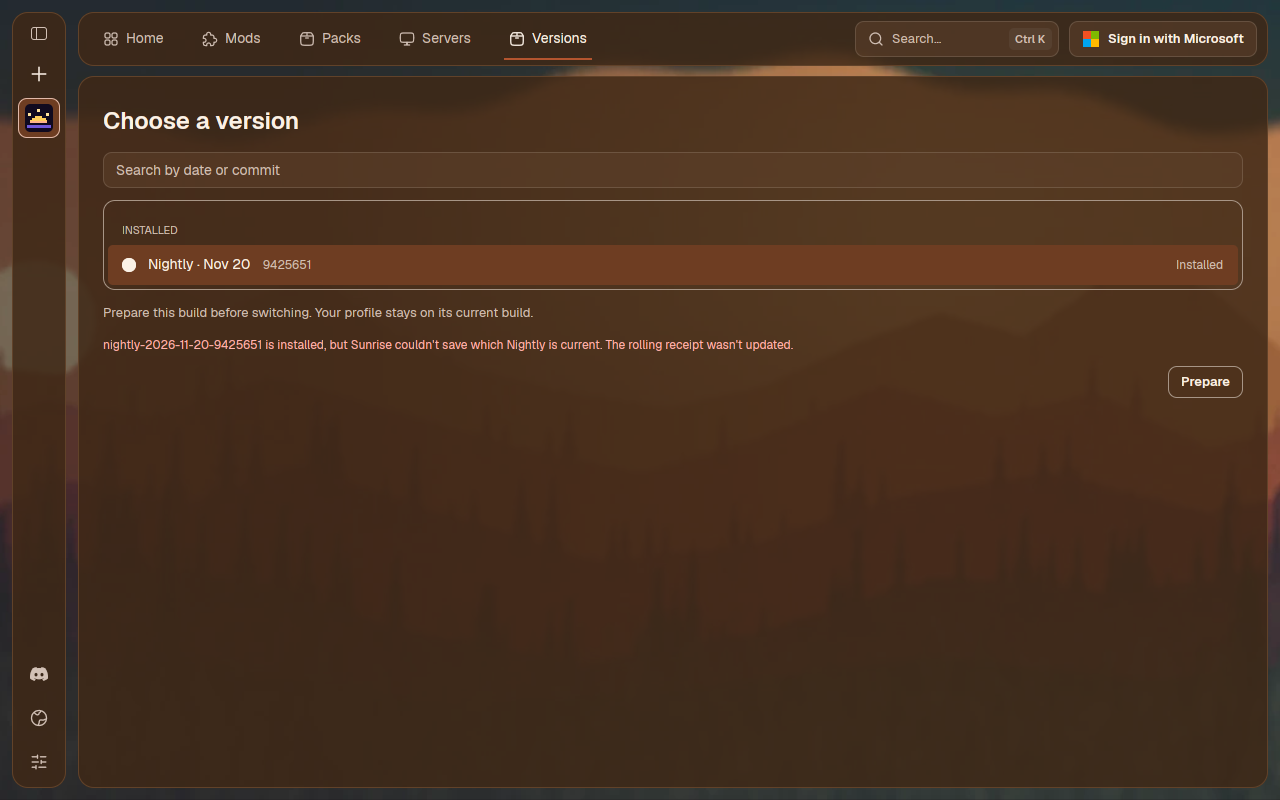 Home
Mods
Packs
Servers
Versions
Search...
Ctrl K
Sign in with Microsoft
Choose a version
Search by date or commit
INSTALLED
Nightly · Nov 20 9425651 Installed
Prepare this build before switching. Your profile stays on its current build.
nightly-2026-11-20-9425651 is installed, but Sunrise couldn't save which Nightly is current. The rolling receipt wasn't updated.
Prepare